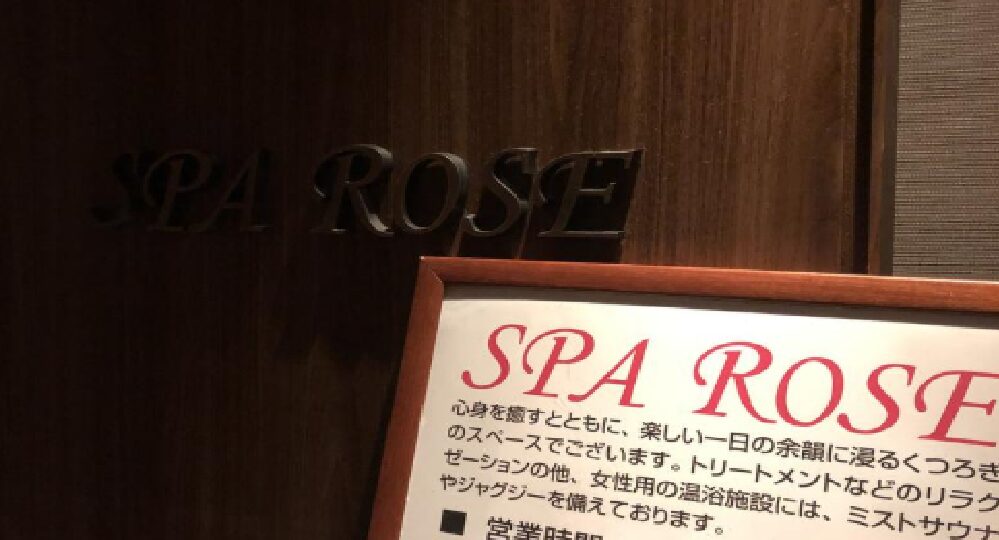 SPA ROSE
SPA ROSE
心身を癒すとともに、楽しい一日の余韻に浸るくつろぎ
のスペースでございます。トリートメントなどのリラク
ゼーションの他、女性用の温浴施設には、ミストサウナ
やジャグジーを備えております。
■ 営業時間